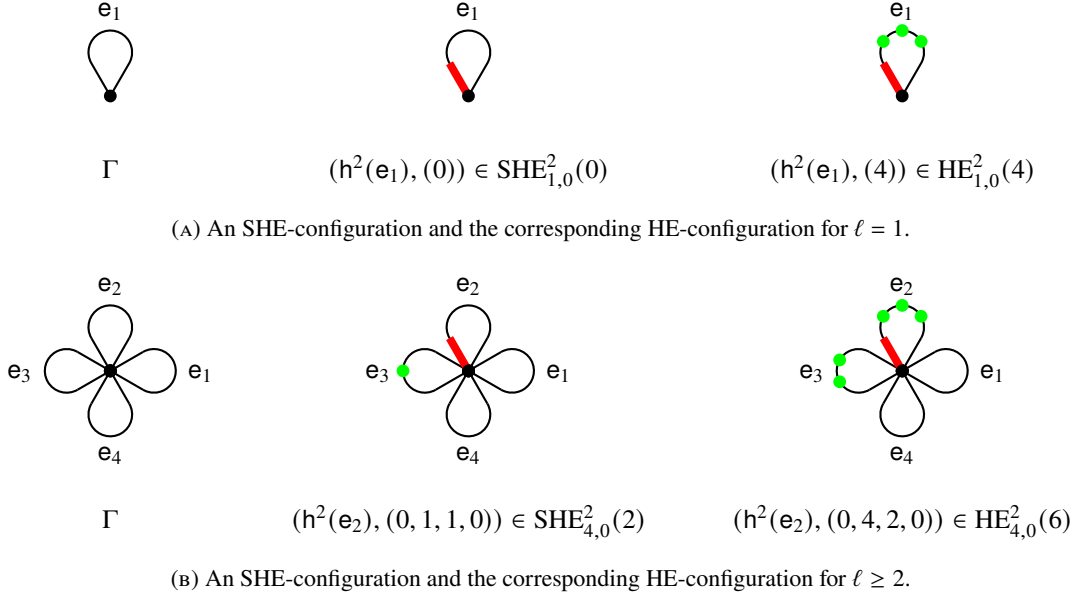 e₁ e₁ e₁
Γ (h²(e₁), (0)) ∈ SHE²₁,₀(0) (h²(e₁), (4)) ∈ HE²₁,₀(4)
(A) An SHE-configuration and the corresponding HE-configuration for ℓ = 1.
e₂ e₂ e₂
e₃ e₁ e₃ e₁ e₃ e₁
e₄ e₄ e₄
Γ (h²(e₂), (0, 1, 1, 0)) ∈ SHE²₄,₀(2) (h²(e₂), (0, 4, 2, 0)) ∈ HE²₄,₀(6)
(B) An SHE-configuration and the corresponding HE-configuration for ℓ ≥ 2.